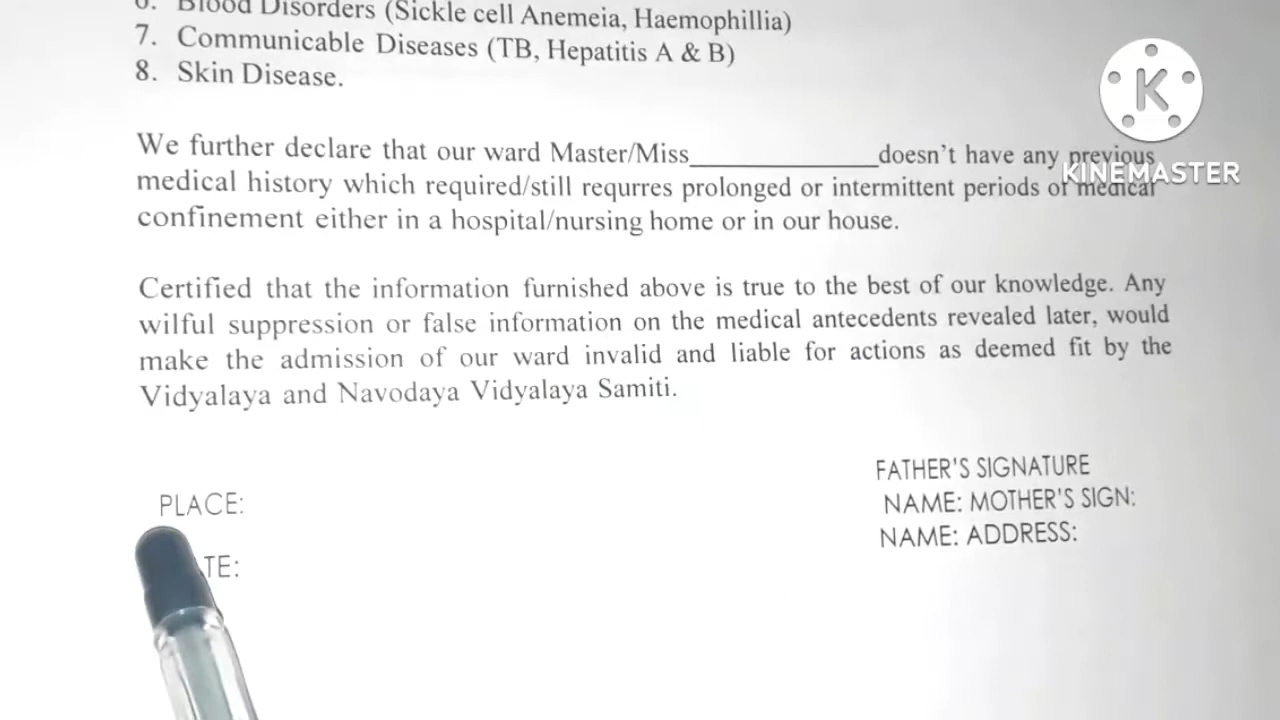 6. Blood Disorders (Sickle cell Anemeia, Haemophillia)
7. Communicable Diseases (TB, Hepatitis A & B)
8. Skin Disease.
We further declare that our ward Master/Miss______________doesn't have any previous
medical history which required/still requrres prolonged or intermittent periods of medical
confinement either in a hospital/nursing home or in our house.
Certified that the information furnished above is true to the best of our knowledge. Any
wilful suppression or false information on the medical antecedents revealed later, would
make the admission of our ward invalid and liable for actions as deemed fit by the
Vidyalaya and Navodaya Vidyalaya Samiti.
FATHER'S SIGNATURE
PLACE:
NAME: MOTHER'S SIGN:
NAME: ADDRESS:
TE:
K
KINEMASTER